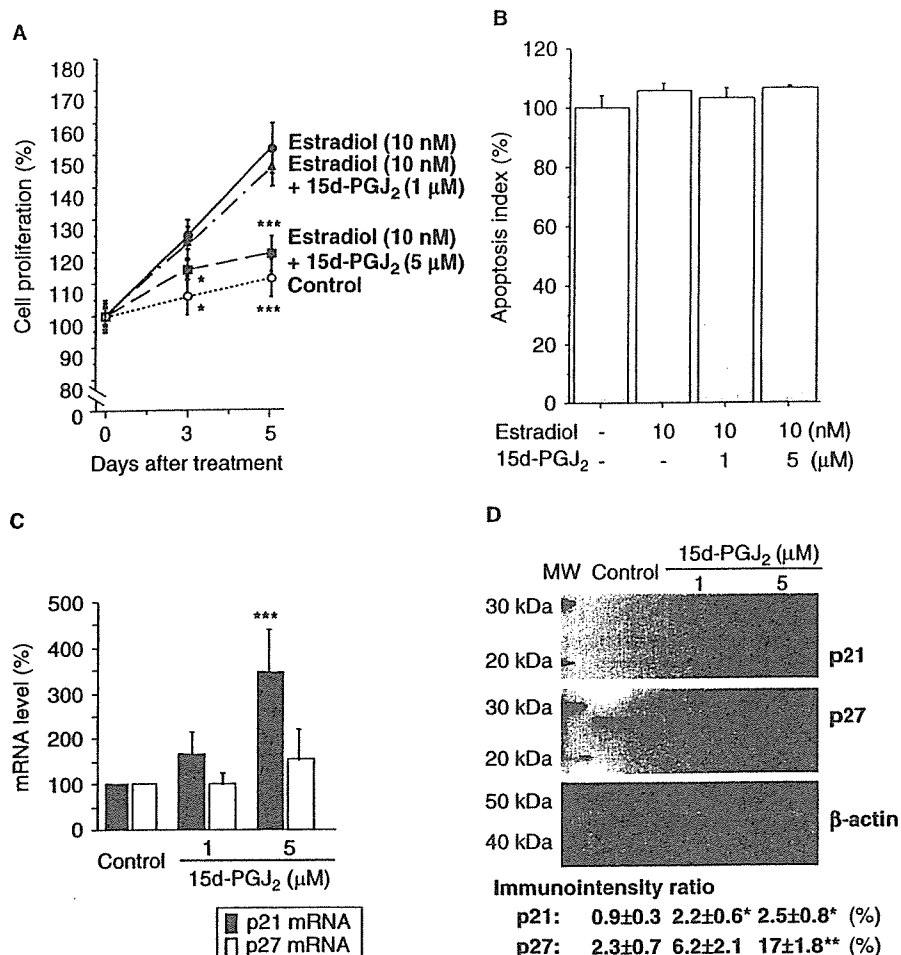 A
180
170
160
150
140
130
120
110
100
90
80
0
Cell proliferation (%)
Estradiol (10 nM)
Estradiol (10 nM)
+ 15d-PGJ₂ (1 μM)
***
Estradiol (10 nM)
+ 15d-PGJ₂ (5 μM)
*
Control
*
***
0 3 5
Days after treatment
B
120
100
80
60
40
20
0
Apoptosis index (%)
Estradiol - 10 10 10 (nM)
15d-PGJ₂ - - 1 5 (μM)
C
500
400
300
200
100
0
mRNA level (%)
***
Control 1 5
15d-PGJ₂ (μM)
p21 mRNA
p27 mRNA
D
15d-PGJ₂ (μM)
MW Control 1 5
30 kDa
20 kDa
p21
30 kDa
p27
20 kDa
50 kDa
β-actin
40 kDa
Immunointensity ratio
p21: 0.9±0.3 2.2±0.6* 2.5±0.8* (%)
p27: 2.3±0.7 6.2±2.1 17±1.8** (%)